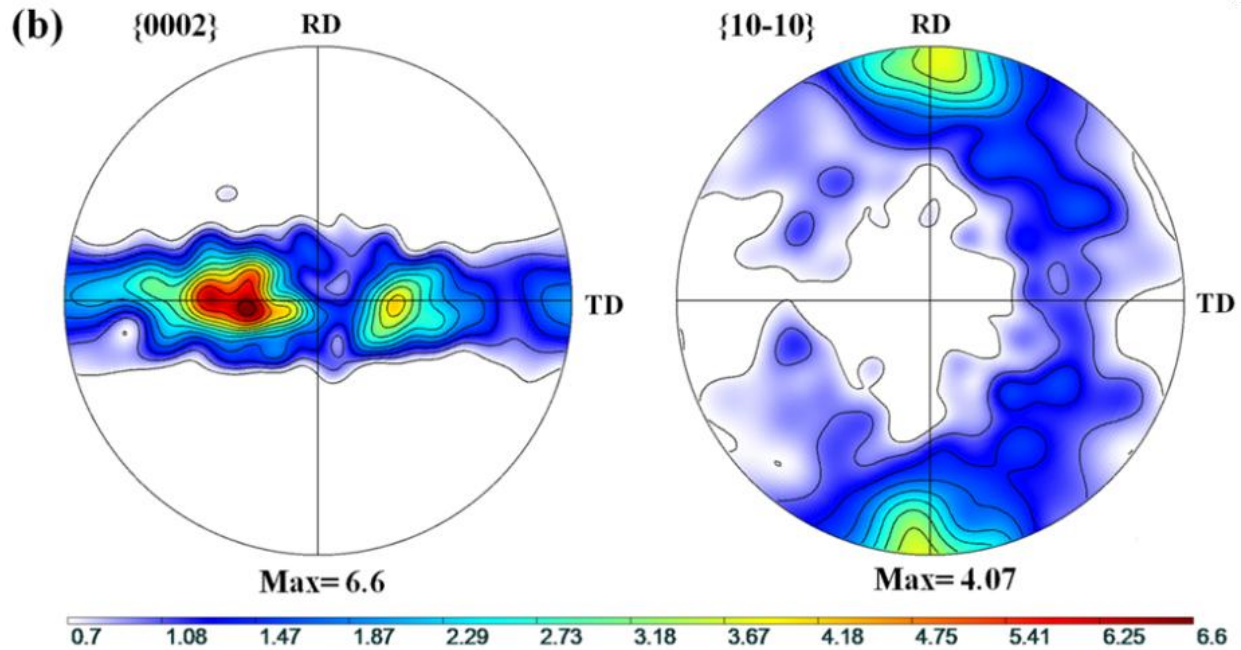 (b) {0002} RD {10-10} RD
TD TD
Max= 6.6 Max= 4.07
0.7 1.08 1.47 1.87 2.29 2.73 3.18 3.67 4.18 4.75 5.41 6.25 6.6